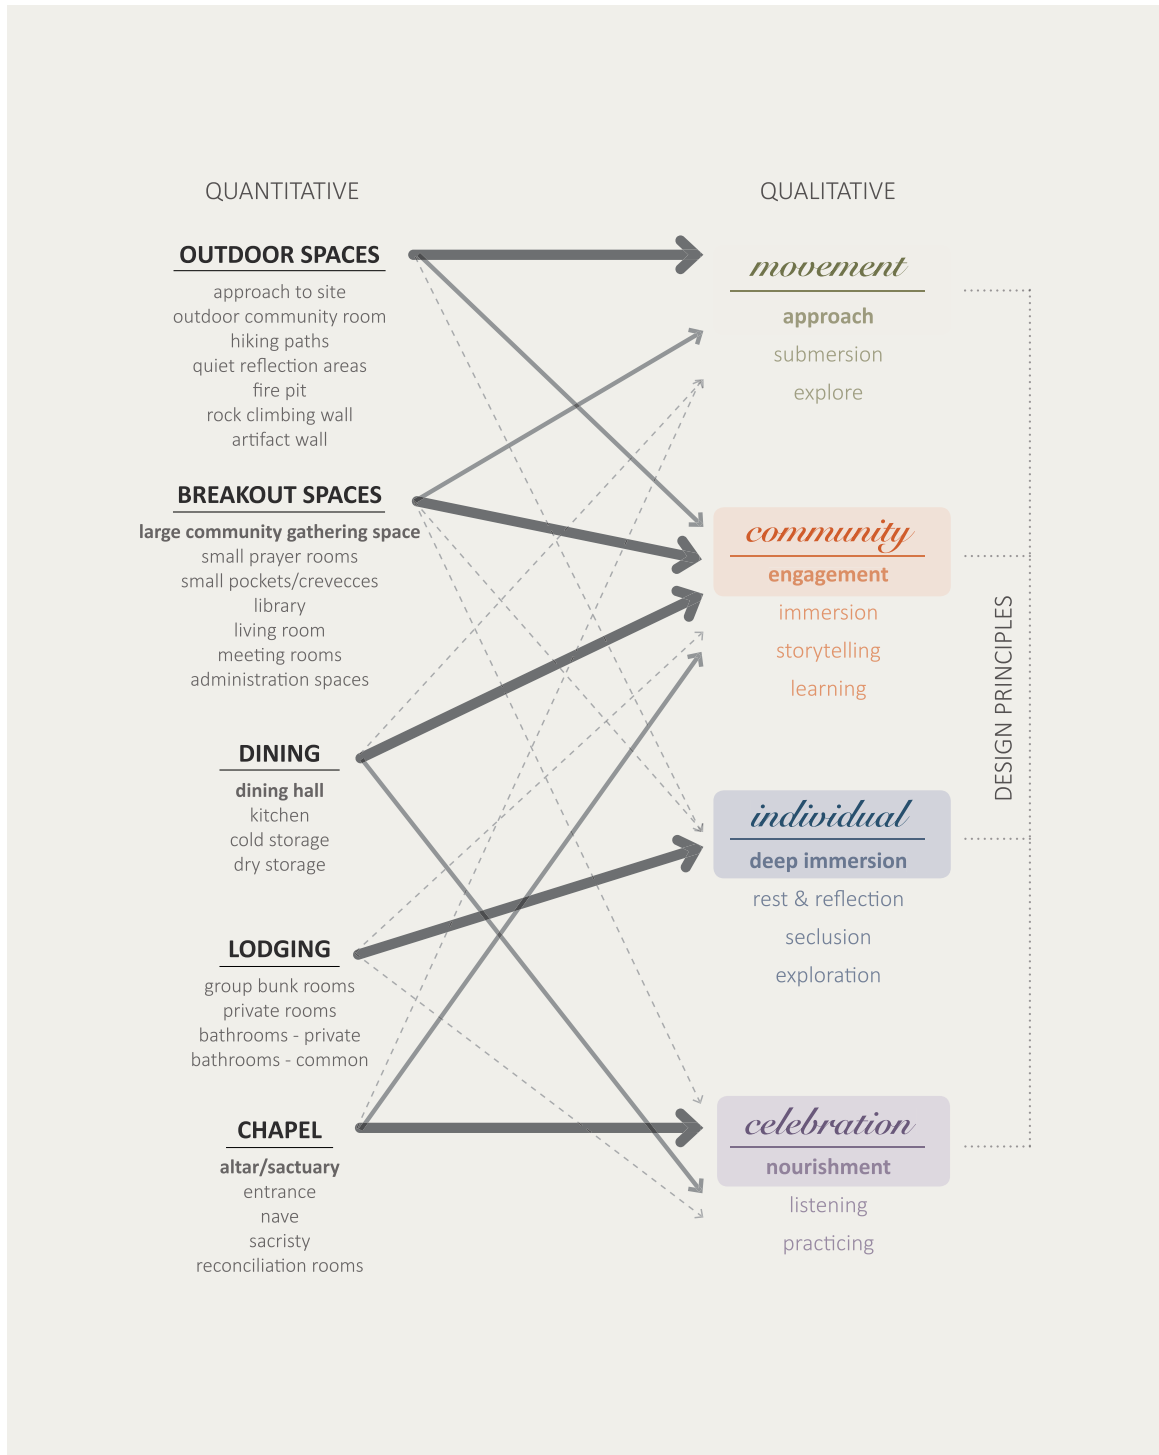 QUANTITATIVE
OUTDOOR SPACES
approach to site
outdoor community room
hiking paths
quiet reflection areas
fire pit
rock climbing wall
artifact wall
BREAKOUT SPACES
large community gathering space
small prayer rooms
small pockets/crevecces
library
living room
meeting rooms
administration spaces
DINING
dining hall
kitchen
cold storage
dry storage
LODGING
group bunk rooms
private rooms
bathrooms - private
bathrooms - common
CHAPEL
altar/sactuary
entrance
nave
sacristy
reconciliation rooms
QUALITATIVE
movement
approach
submersion
explore
community
engagement
immersion
storytelling
learning
individual
deep immersion
rest & reflection
seclusion
exploration
celebration
nourishment
listening
practicing
DESIGN PRINCIPLES